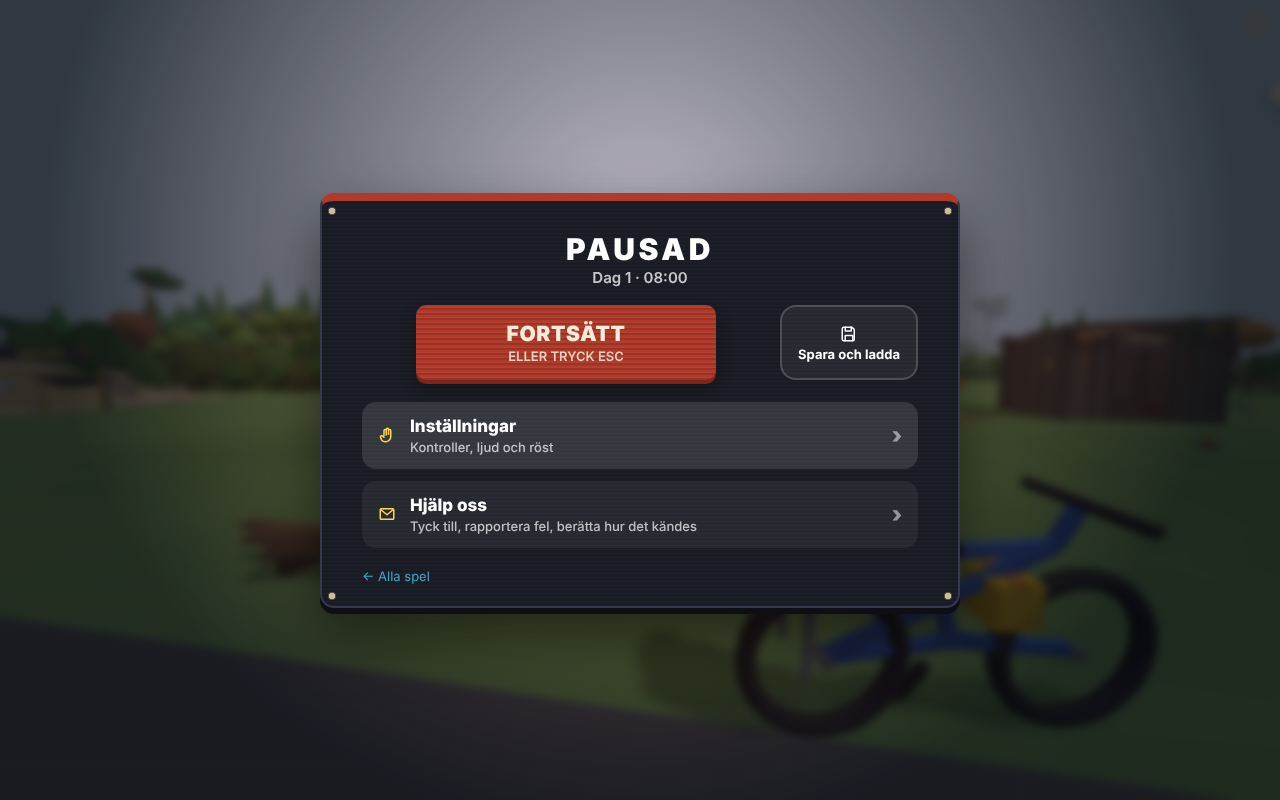 PAUSAD
Dag 1 · 08:00
FORTSÄTT
ELLER TRYCK ESC
Spara och ladda
Inställningar
Kontroller, ljud och röst
Hjälp oss
Tyck till, rapportera fel, berätta hur det kändes
← Alla spel